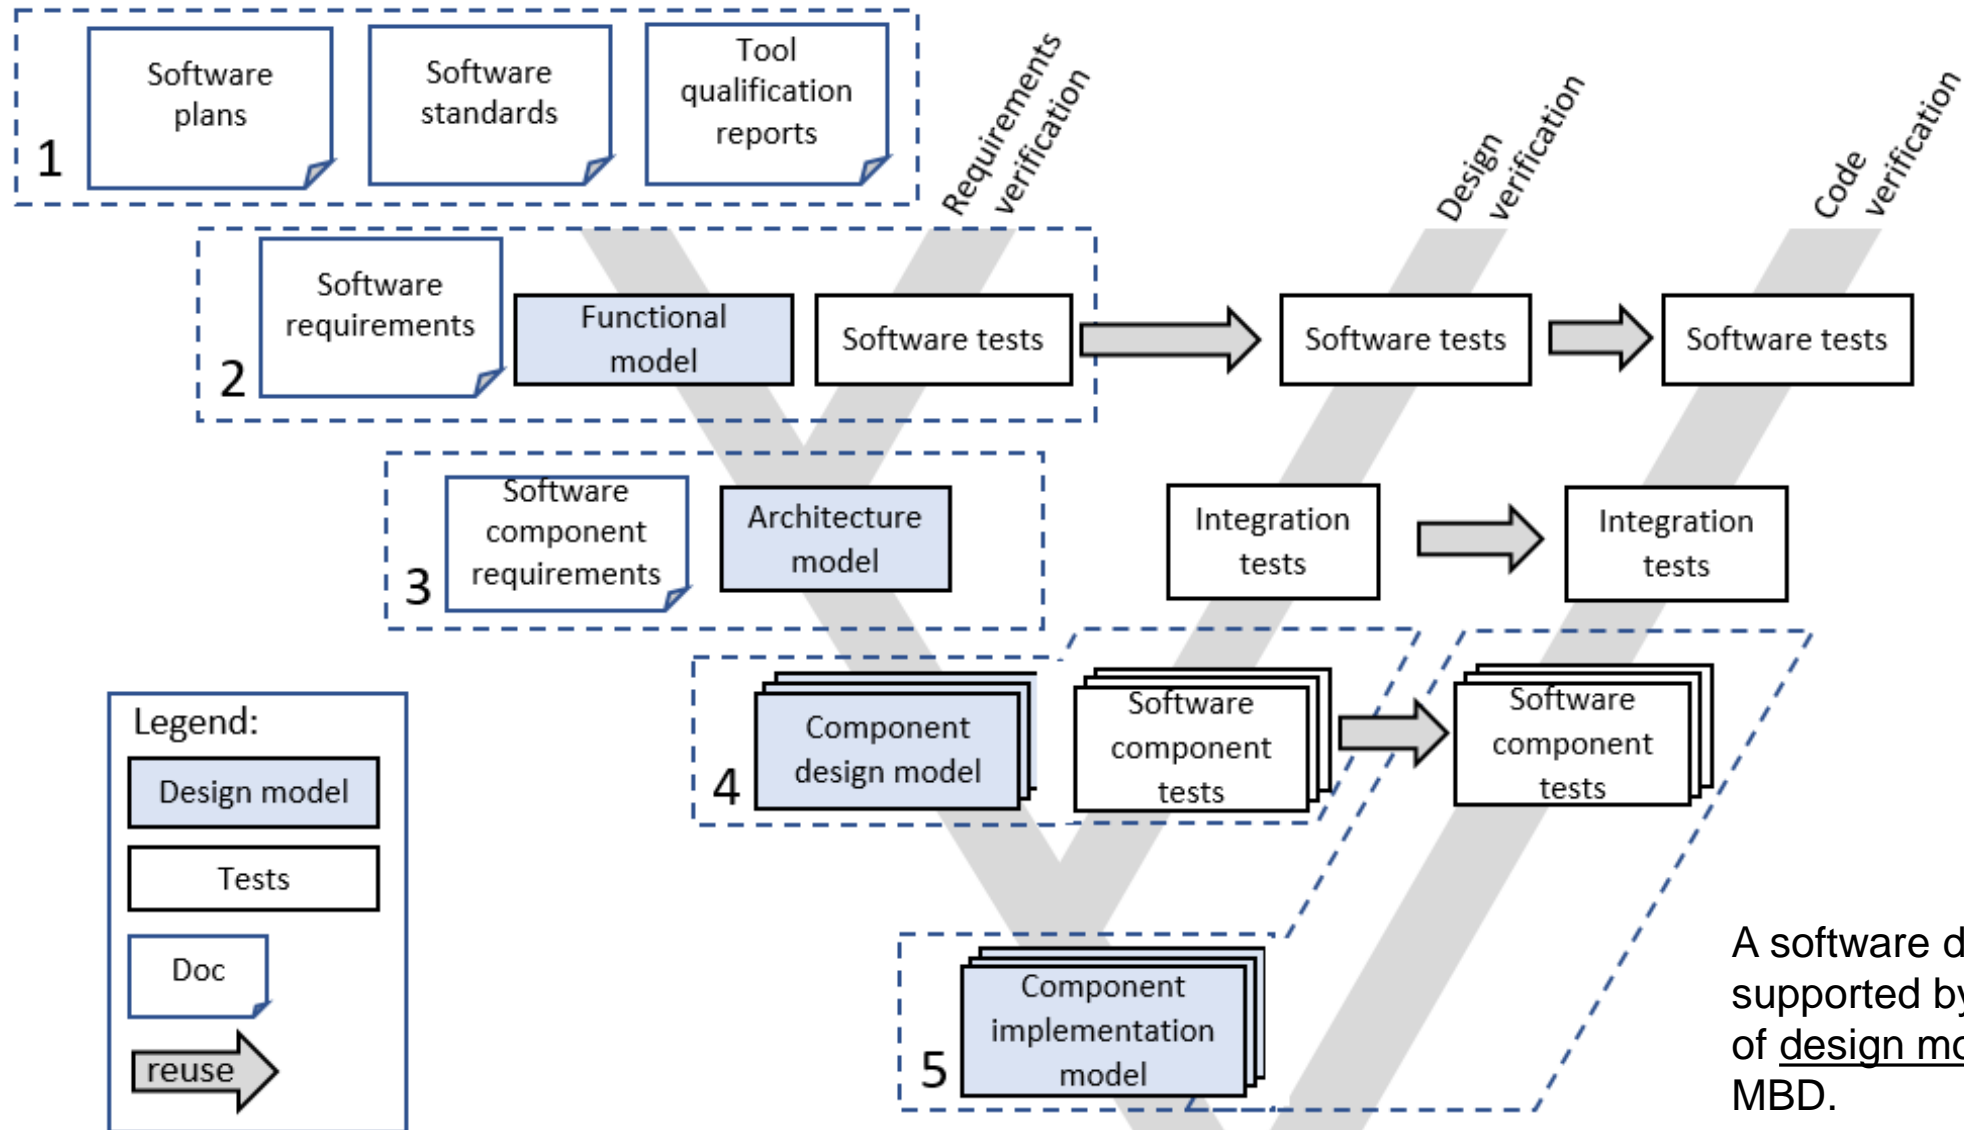 1
Software
plans
Software
standards
Tool
qualification
reports
Requirements
verification
Design
verification
Code
verification
2
Software
requirements
Functional
model
Software tests
Software tests
Software tests
3
Software
component
requirements
Architecture
model
Integration
tests
Integration
tests
4
Component
design model
Software
component
tests
Software
component
tests
5
Component
implementation
model
Legend:
Design model
Tests
Doc
reuse
A software
supported
of design
MBD.